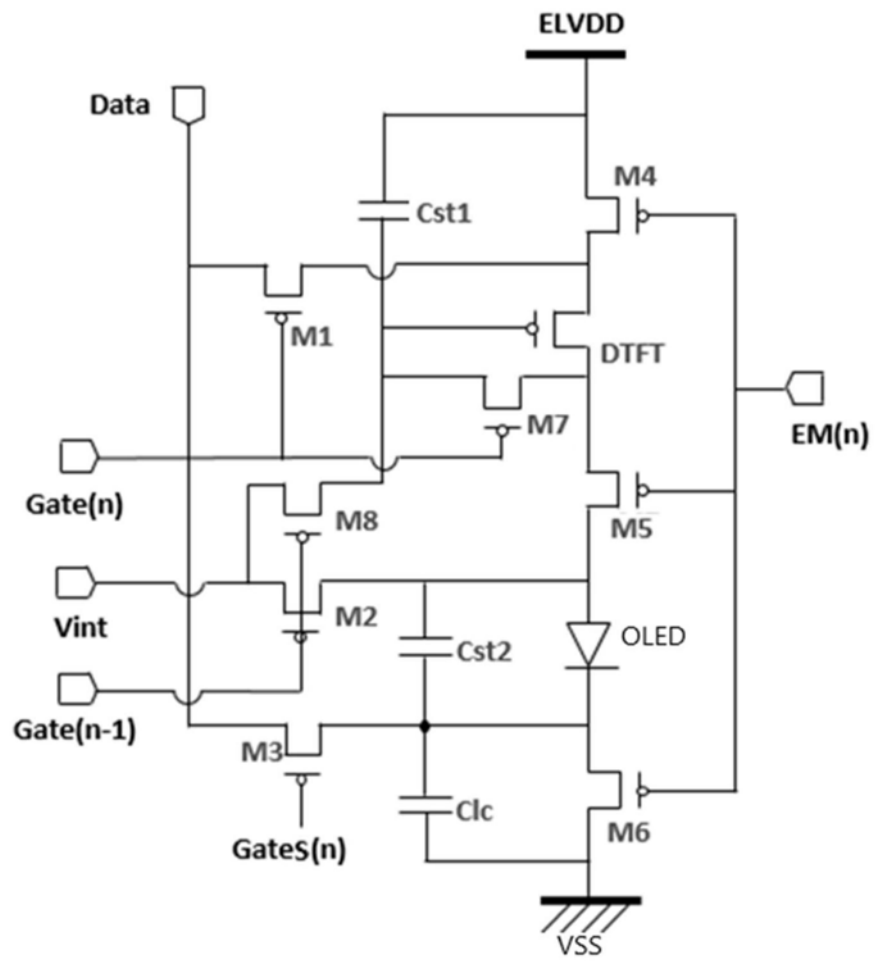 ELVDD
Data
M4
Cst1
M1
DTFT
M7
EM(n)
Gate(n)
M8
M5
Vint
M2
OLED
Cst2
Gate(n-1)
M3
Clc
M6
GateS(n)
VSS